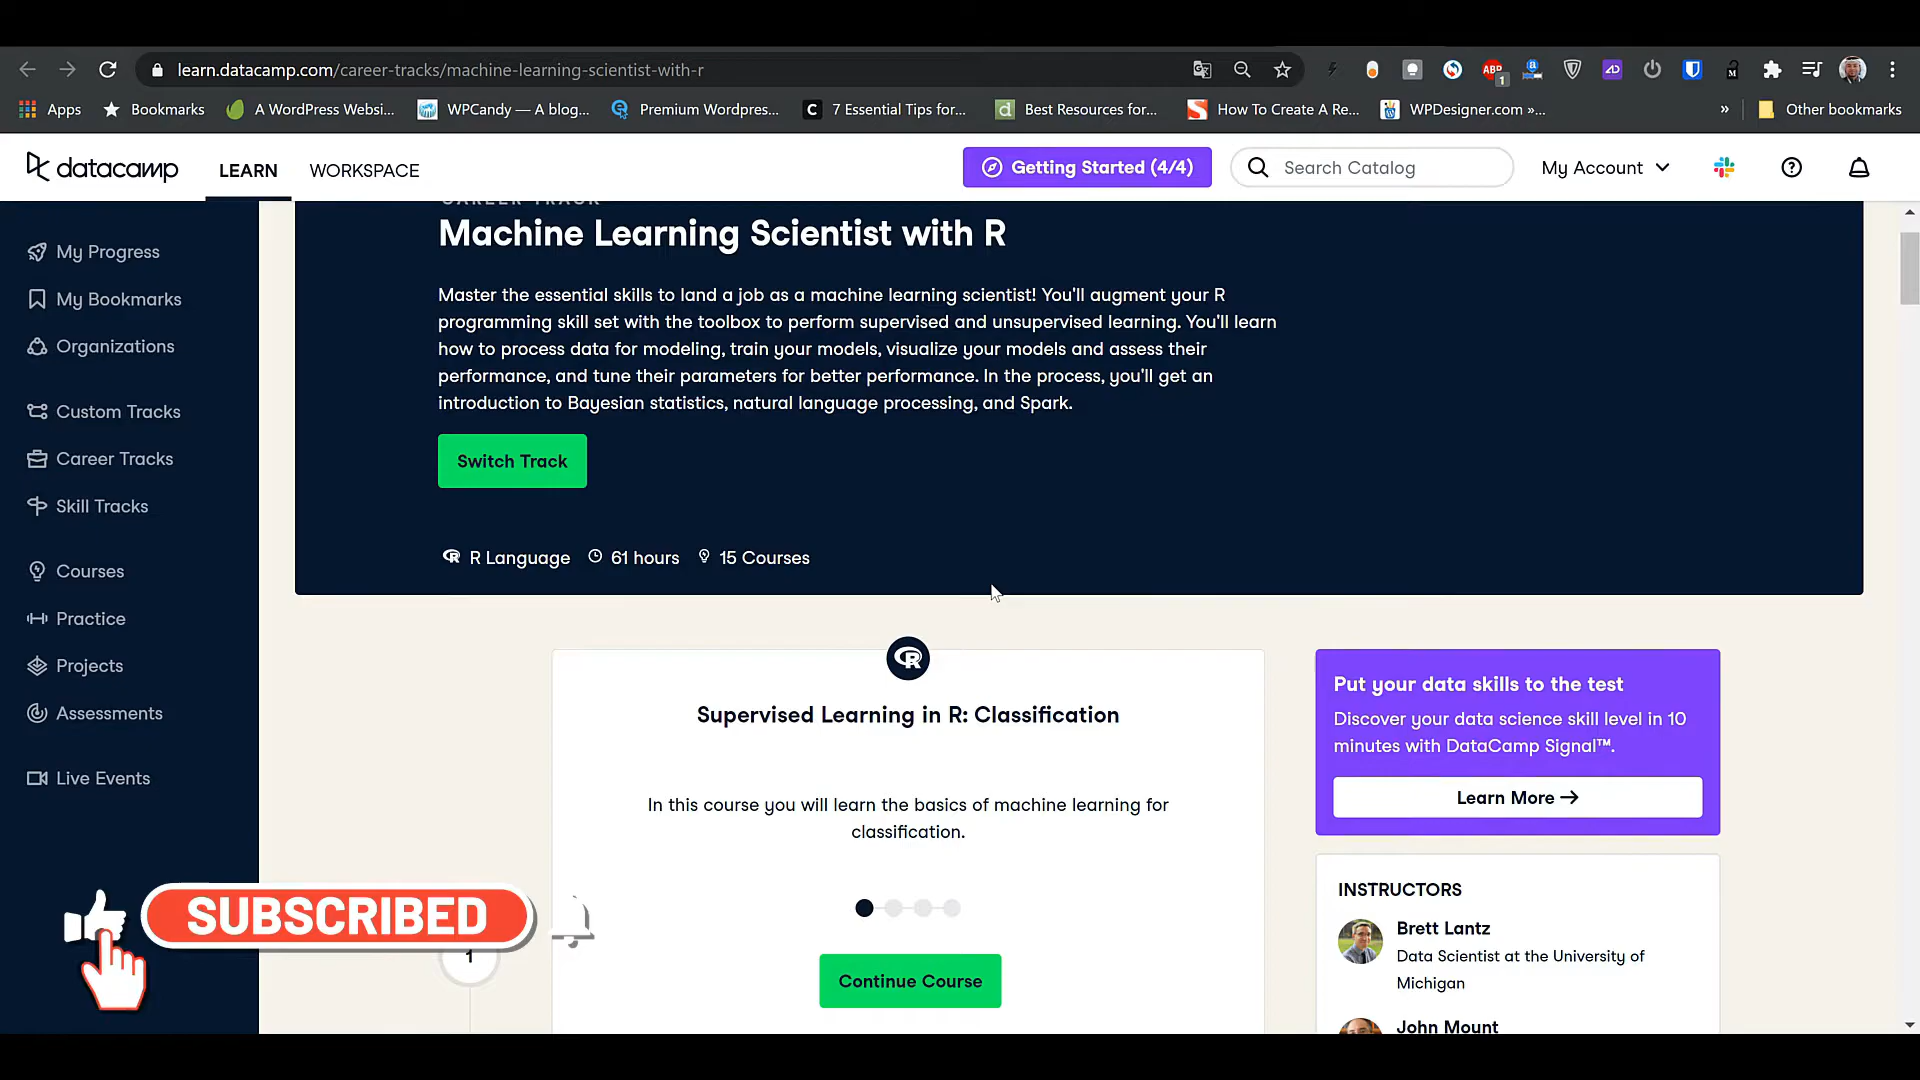 learn.datacamp.com/career-tracks/machine-learning-scientist-with-r
ABP
1
Apps
Bookmarks
A WordPress Websi...
WPCandy — A blog...
Premium Wordpres...
7 Essential Tips for...
Best Resources for...
How To Create A Re...
WPDesigner.com »...
»
Other bookmarks
datacamp
LEARN
WORKSPACE
Getting Started (4/4)
Search Catalog
My Account
My Progress
My Bookmarks
Organizations
Custom Tracks
Career Tracks
Skill Tracks
Courses
Practice
Projects
Assessments
Live Events
CAREER TRACK
Machine Learning Scientist with R
Master the essential skills to land a job as a machine learning scientist! You'll augment your R
programming skill set with the toolbox to perform supervised and unsupervised learning. You'll learn
how to process data for modeling, train your models, visualize your models and assess their
performance, and tune their parameters for better performance. In the process, you'll get an
introduction to Bayesian statistics, natural language processing, and Spark.
Switch Track
R Language
61 hours
15 Courses
Supervised Learning in R: Classification
In this course you will learn the basics of machine learning for
classification.
1
Continue Course
Put your data skills to the test
Discover your data science skill level in 10
minutes with DataCamp Signal™.
Learn More →
INSTRUCTORS
Brett Lantz
Data Scientist at the University of
Michigan
John Mount
SUBSCRIBED